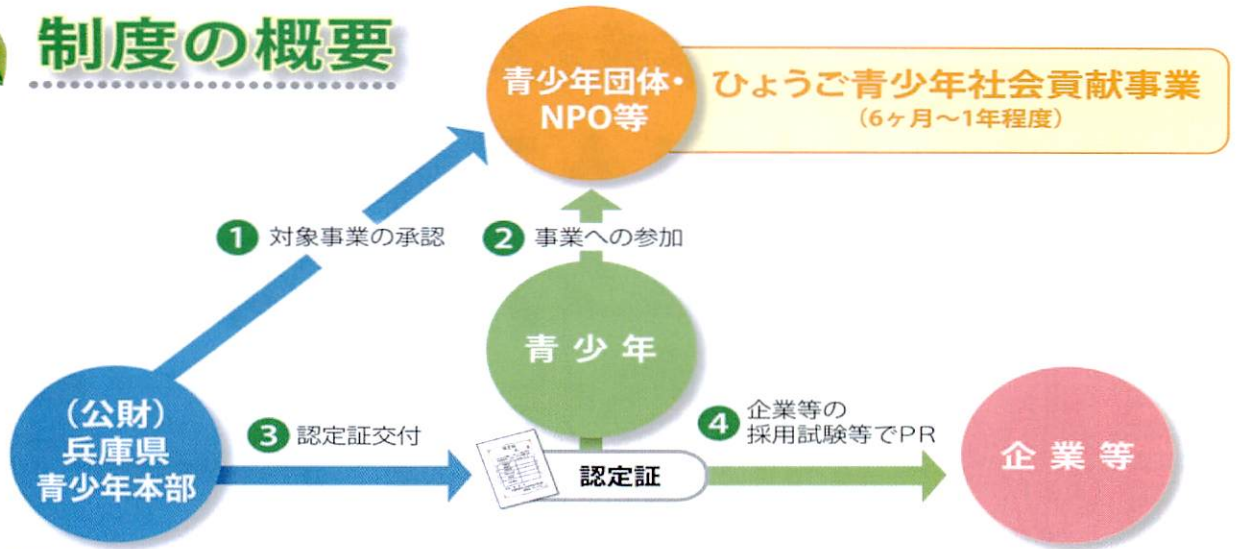 制度の概要
青少年団体・
NPO等
ひょうご青少年社会貢献事業
(6ヶ月～1年程度)
1 対象事業の承認
2 事業への参加
青少年
(公財)
兵庫県
青少年本部
3 認定証交付
認定証
4 企業等の
採用試験等でPR
企業等